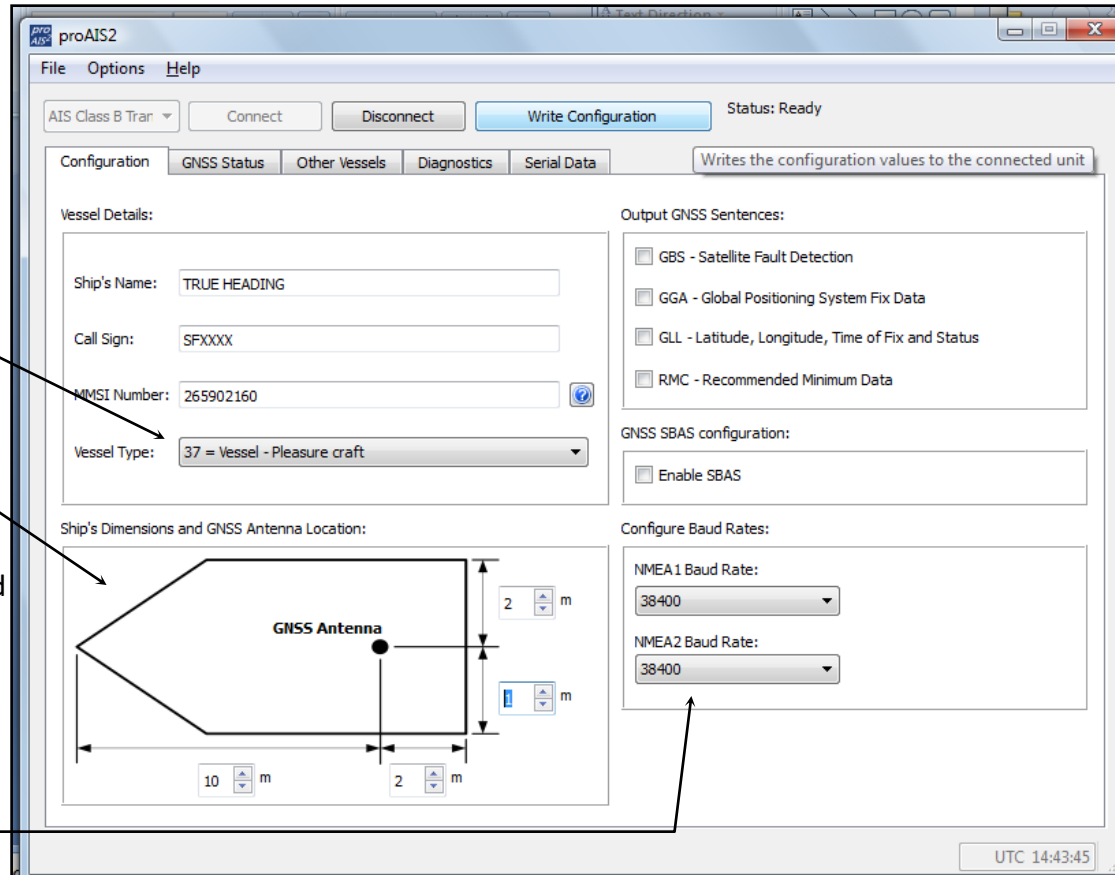 Text Direction
pro
AIS2
proAIS2
X
File Options Help
AIS Class B Tran Connect Disconnect Write Configuration Status: Ready
Configuration GNSS Status Other Vessels Diagnostics Serial Data
Writes the configuration values to the connected unit
Vessel Details:
Ship's Name: TRUE HEADING
Call Sign: SFXXXX
MMSI Number: 265902160 ?
Vessel Type: 37 = Vessel - Pleasure craft
Ship's Dimensions and GNSS Antenna Location:
d
GNSS Antenna
2 m
1 m
10 m 2 m
Output GNSS Sentences:
GBS - Satellite Fault Detection
GGA - Global Positioning System Fix Data
GLL - Latitude, Longitude, Time of Fix and Status
RMC - Recommended Minimum Data
GNSS SBAS configuration:
Enable SBAS
Configure Baud Rates:
NMEA1 Baud Rate:
38400
NMEA2 Baud Rate:
38400
UTC 14:43:45